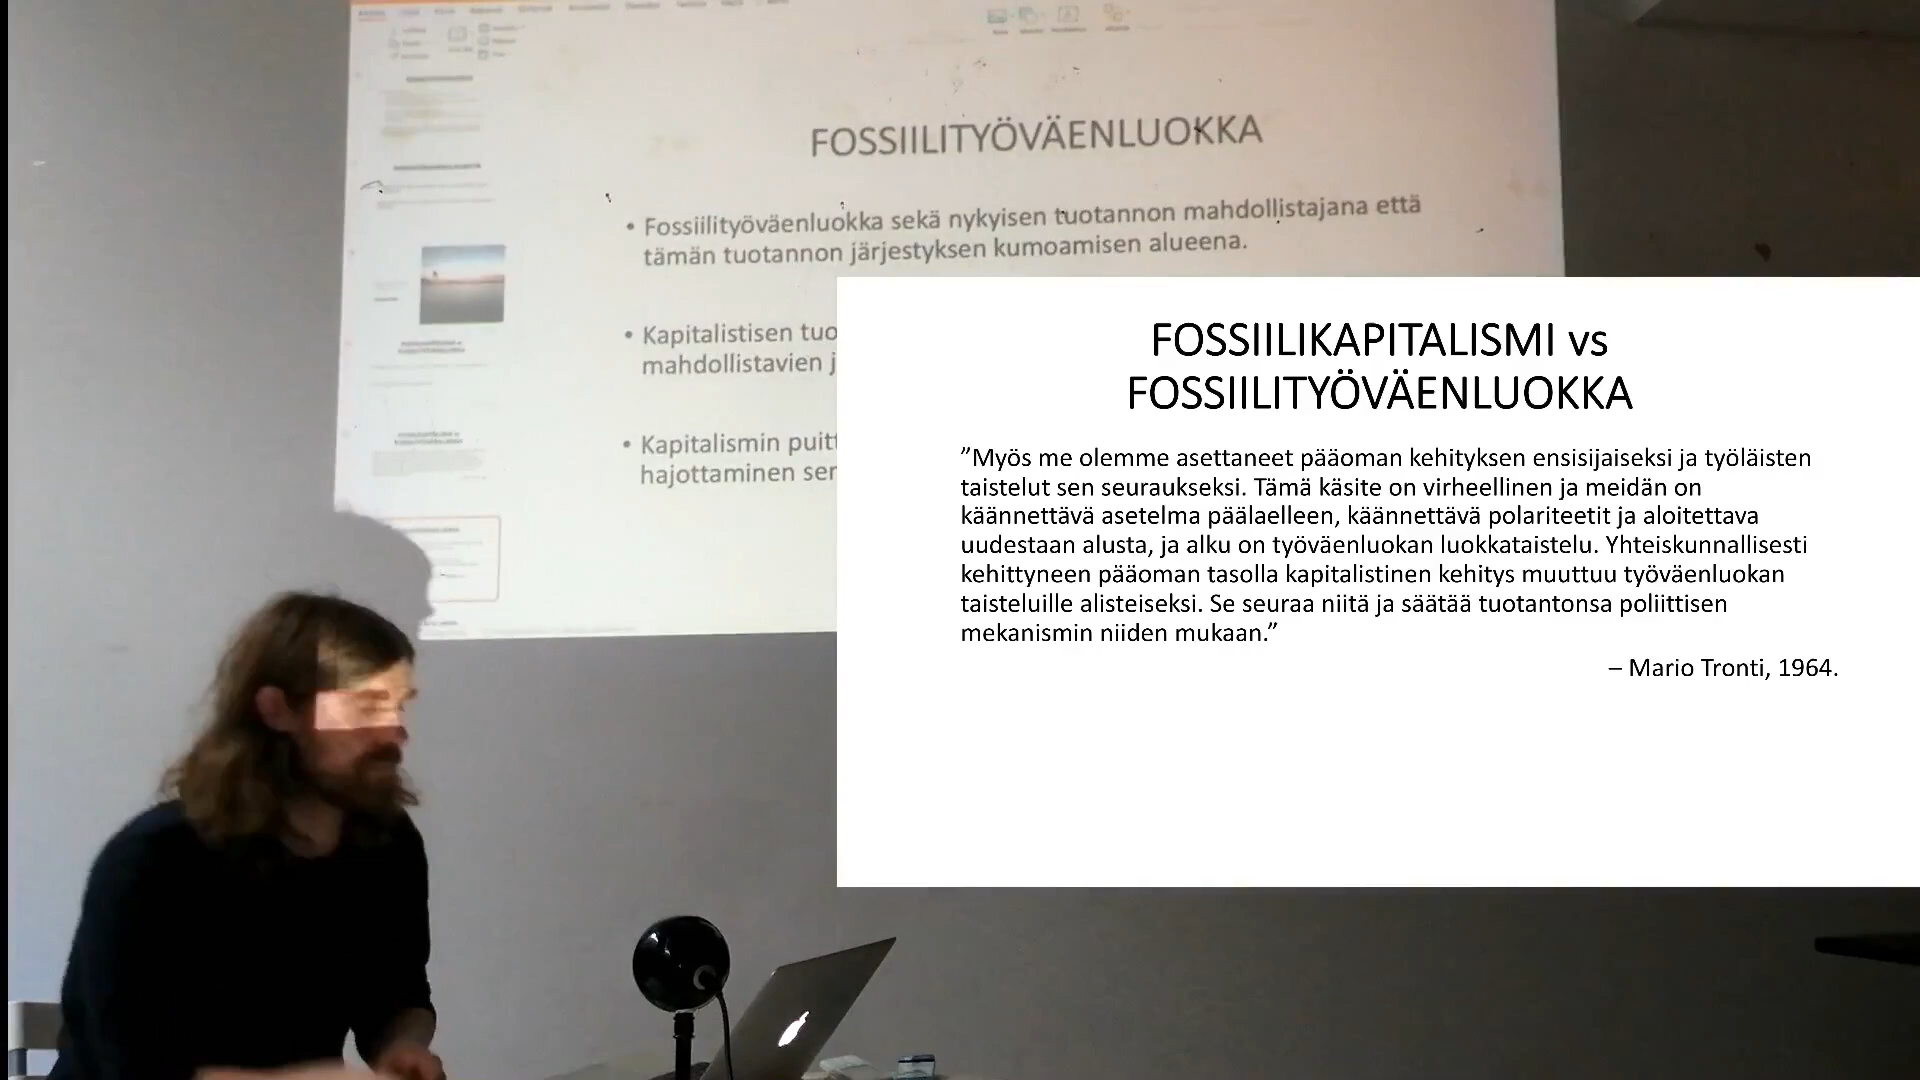 FOSSIILITYÖVÄENLUOKKA
• Fossiilityöväenluokka sekä nykyisen tuotannon mahdollistajana että
tämän tuotannon järjestyksen kumoamisen alueena.
• Kapitalistisen tuo
mahdollistavien j
• Kapitalismin puit
hajottaminen sen
FOSSIILIKAPITALISMI vs
FOSSIILITYÖVÄENLUOKKA
”Myös me olemme asettaneet pääoman kehityksen ensisijaiseksi ja työläisten
taistelut sen seuraukseksi. Tämä käsite on virheellinen ja meidän on
käännettävä asetelma päälaelleen, käännettävä polariteetit ja aloitettava
uudestaan alusta, ja alku on työväenluokan luokkataistelu. Yhteiskunnallisesti
kehittyneen pääoman tasolla kapitalistinen kehitys muuttuu työväenluokan
taisteluille alisteiseksi. Se seuraa niitä ja säätää tuotantonsa poliittisen
mekanismin niiden mukaan.”
– Mario Tronti, 1964.